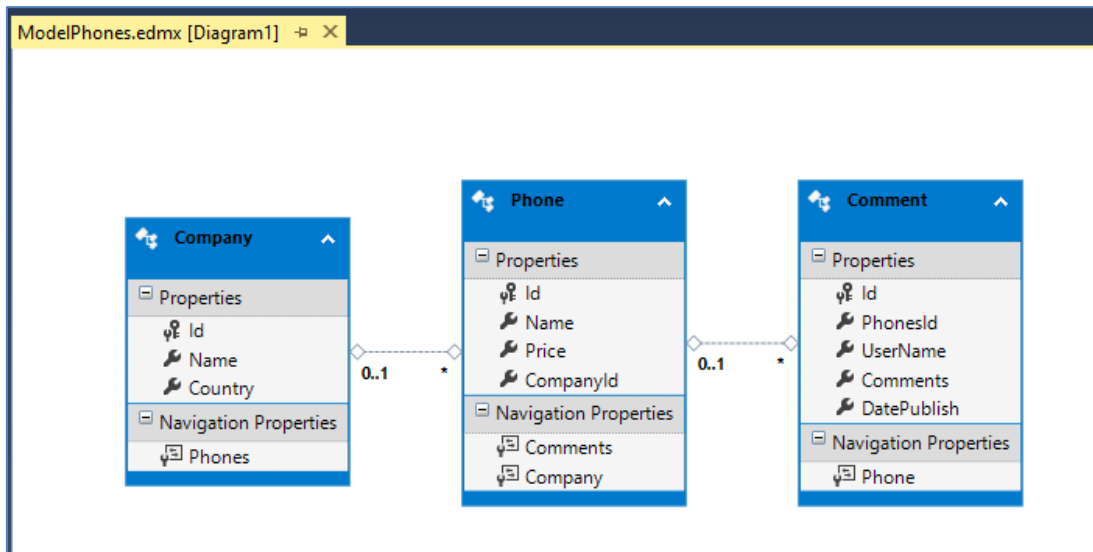 ModelPhones.edmx [Diagram1]
Company
Properties
Id
Name
Country
Navigation Properties
Phones
0..1
*
Phone
Properties
Id
Name
Price
CompanyId
Navigation Properties
Comments
Company
0..1
*
Comment
Properties
Id
PhonesId
UserName
Comments
DatePublish
Navigation Properties
Phone